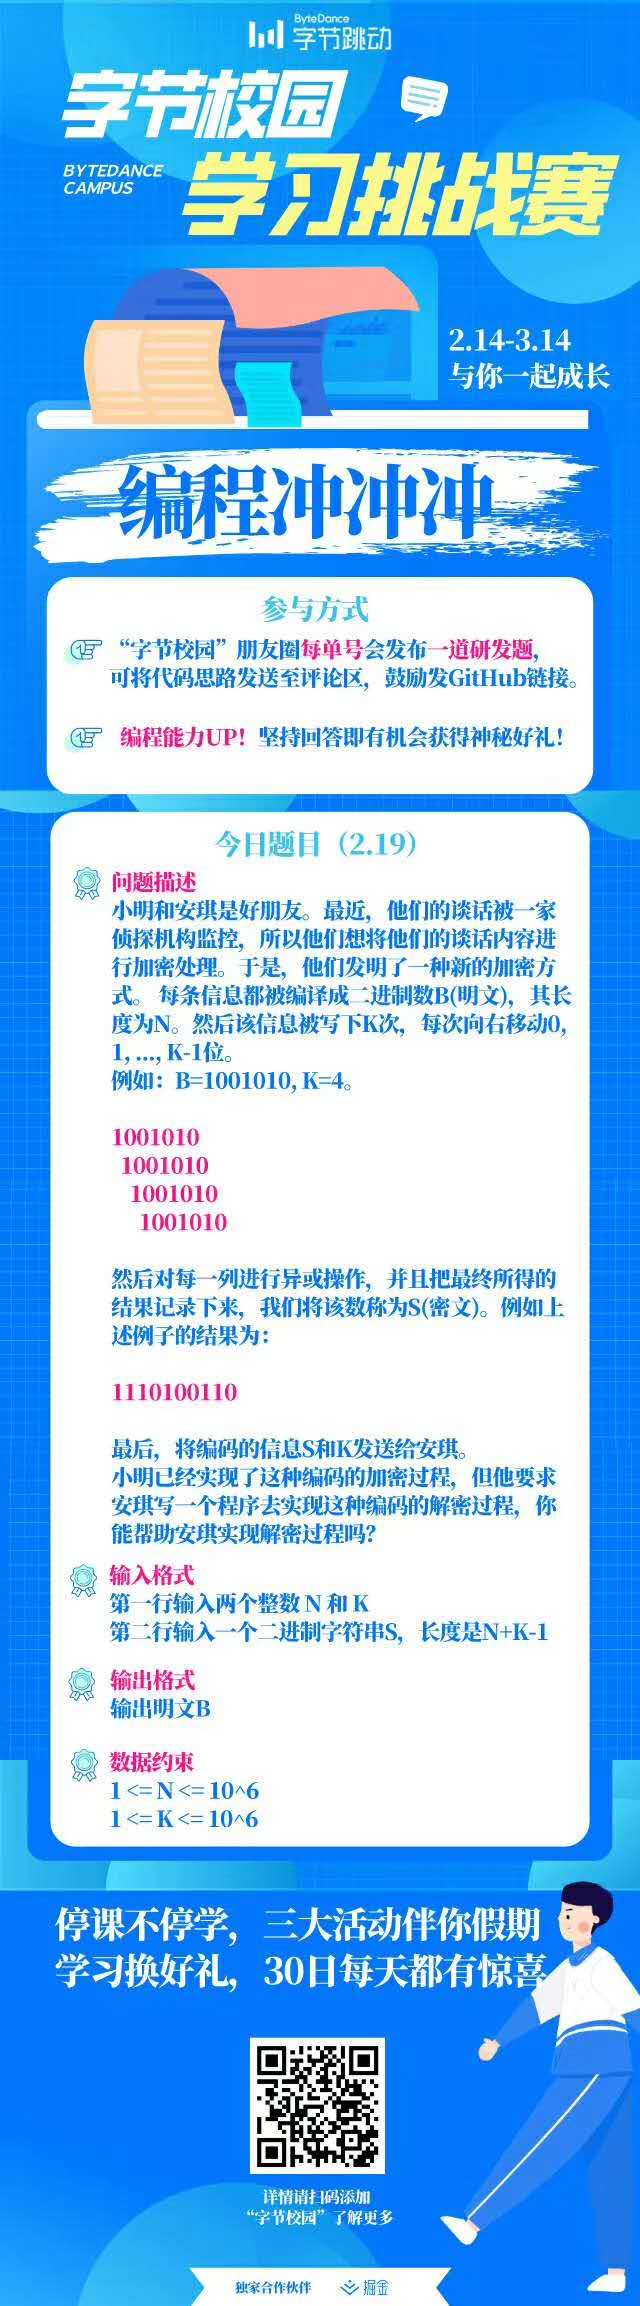 ByteDance
字节跳动
字节校园
BYTEDANCE
CAMPUS
学习挑战赛
2.14-3.14
与你一起成长
编程冲冲冲
参与方式
“字节校园”朋友圈每单号会发布一道研发题，
可将代码思路发送至评论区，鼓励发GitHub链接。
编程能力UP！坚持回答即有机会获得神秘好礼！
今日题目（2.19）
问题描述
小明和安琪是好朋友。最近，他们的谈话被一家
侦探机构监控，所以他们想将他们的谈话内容进
行加密处理。于是，他们发明了一种新的加密方
式。每条信息都被编译成二进制数B(明文)，其长
度为N。然后该信息被写下K次，每次向右移动0,
1, ..., K-1位。
例如：B=1001010, K=4。
1001010
1001010
1001010
1001010
然后对每一列进行异或操作，并且把最终所得的
结果记录下来，我们将该数称为S(密文)。例如上
述例子的结果为：
1110100110
最后，将编码的信息S和K发送给安琪。
小明已经实现了这种编码的加密过程，但他要求
安琪写一个程序去实现这种编码的解密过程，你
能帮助安琪实现解密过程吗？
输入格式
第一行输入两个整数 N 和 K
第二行输入一个二进制字符串S，长度是N+K-1
输出格式
输出明文B
数据约束
1 <= N <= 10^6
1 <= K <= 10^6
停课不停学，三大活动伴你假期
学习换好礼，30日每天都有惊喜
详情请扫码添加
“字节校园”了解更多
独家合作伙伴 掘金